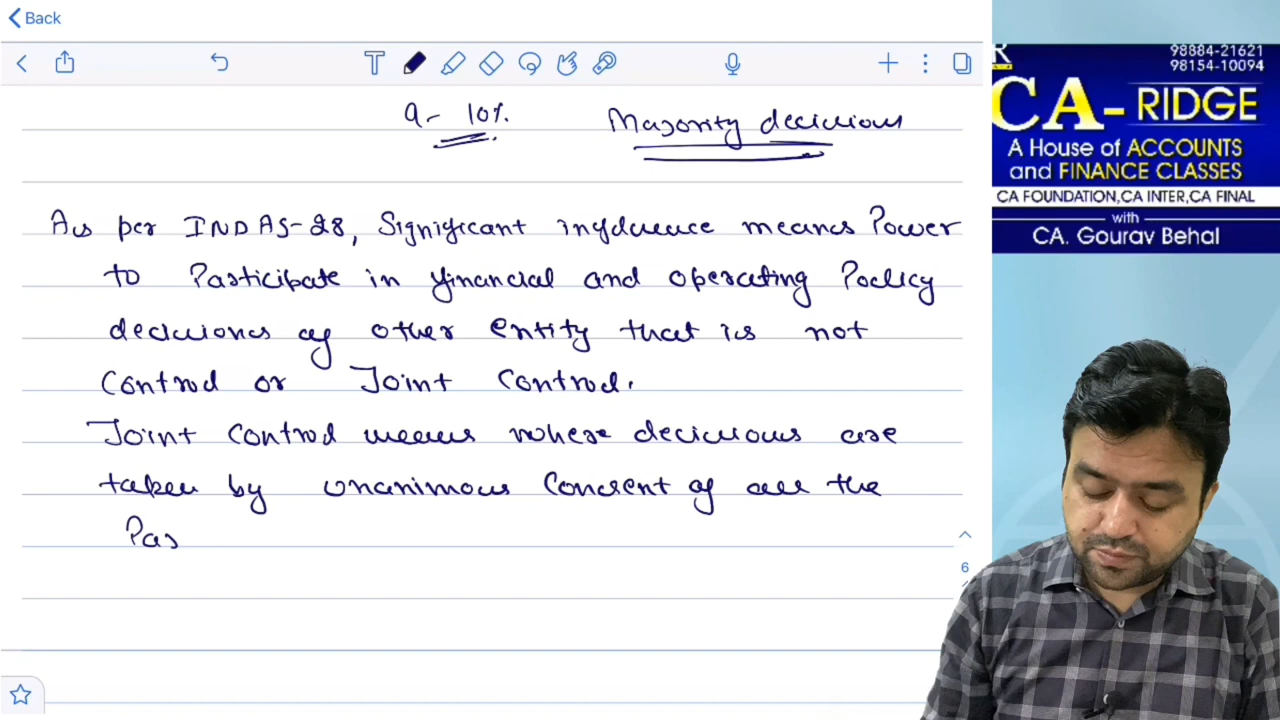 Back
a- 10%.
Majority decisions
As per INDAS-28, Significant influence means Power
to Participate in financial and operating Policy
decisions of other entity that is not
Control or Joint Control.
Joint Control means where decisions are
taken by unanimous Consent of all the
Par
6
R
98884-21621
98154-10094
CA-RIDGE
A House of ACCOUNTS
and FINANCE CLASSES
CA FOUNDATION,CA INTER,CA FINAL
with
CA. Gourav Behal